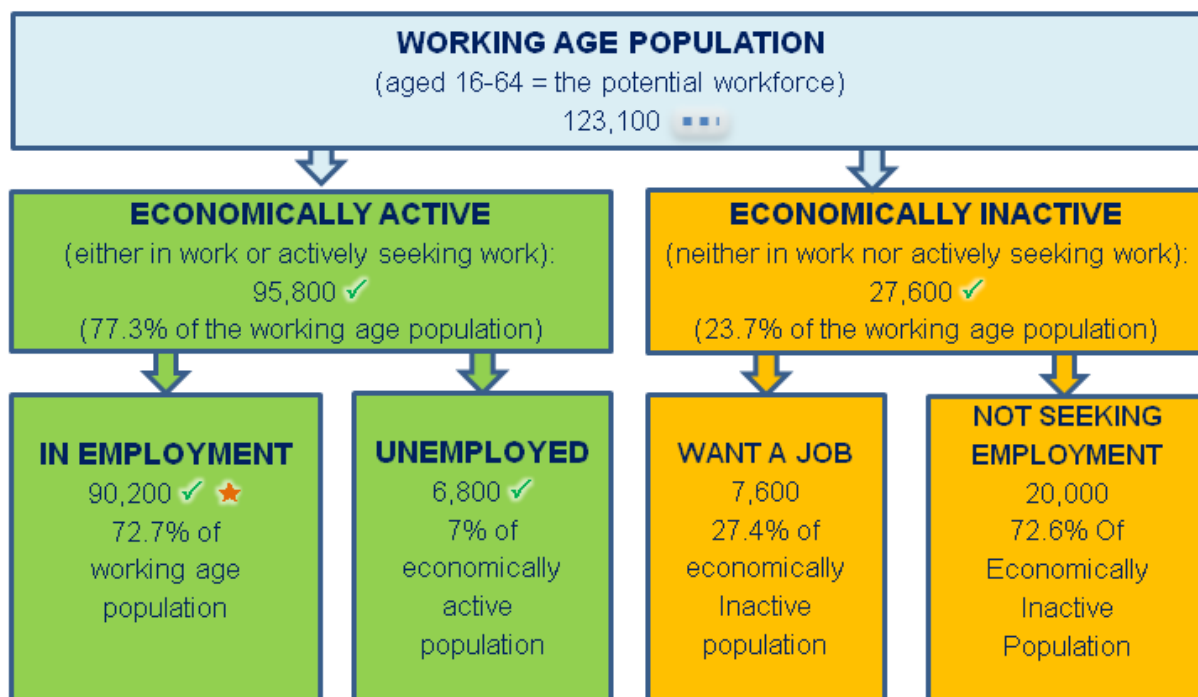 WORKING AGE POPULATION
(aged 16-64 = the potential workforce)
123,100
ECONOMICALLY ACTIVE
(either in work or actively seeking work):
95,800
(77.3% of the working age population)
ECONOMICALLY INACTIVE
(neither in work nor actively seeking work):
27,600
(23.7% of the working age population)
IN EMPLOYMENT
90,200
72.7% of
working age
population
UNEMPLOYED
6,800
7% of
economically
active
population
WANT A JOB
7,600
27.4% of
economically
Inactive
population
NOT SEEKING
EMPLOYMENT
20,000
72.6% Of
Economically
Inactive
Population